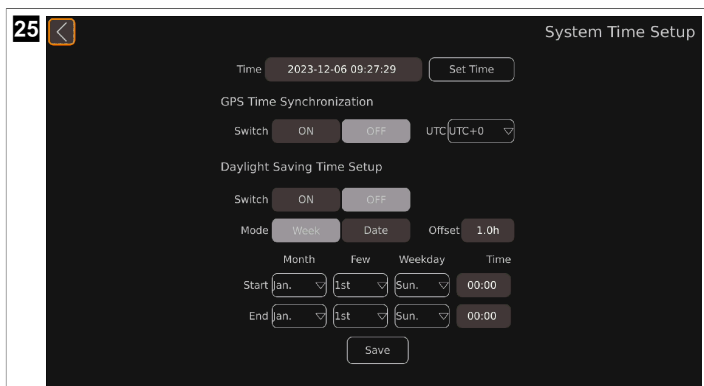 25
System Time Setup
Time 2023-12-06 09:27:29 Set Time
GPS Time Synchronization
Switch ON OFF UTC UTC+0
Daylight Saving Time Setup
Switch ON OFF
Mode Week Date Offset 1.0h
Month Few Weekday Time
Start Jan. 1st Sun. 00:00
End Jan. 1st Sun. 00:00
Save